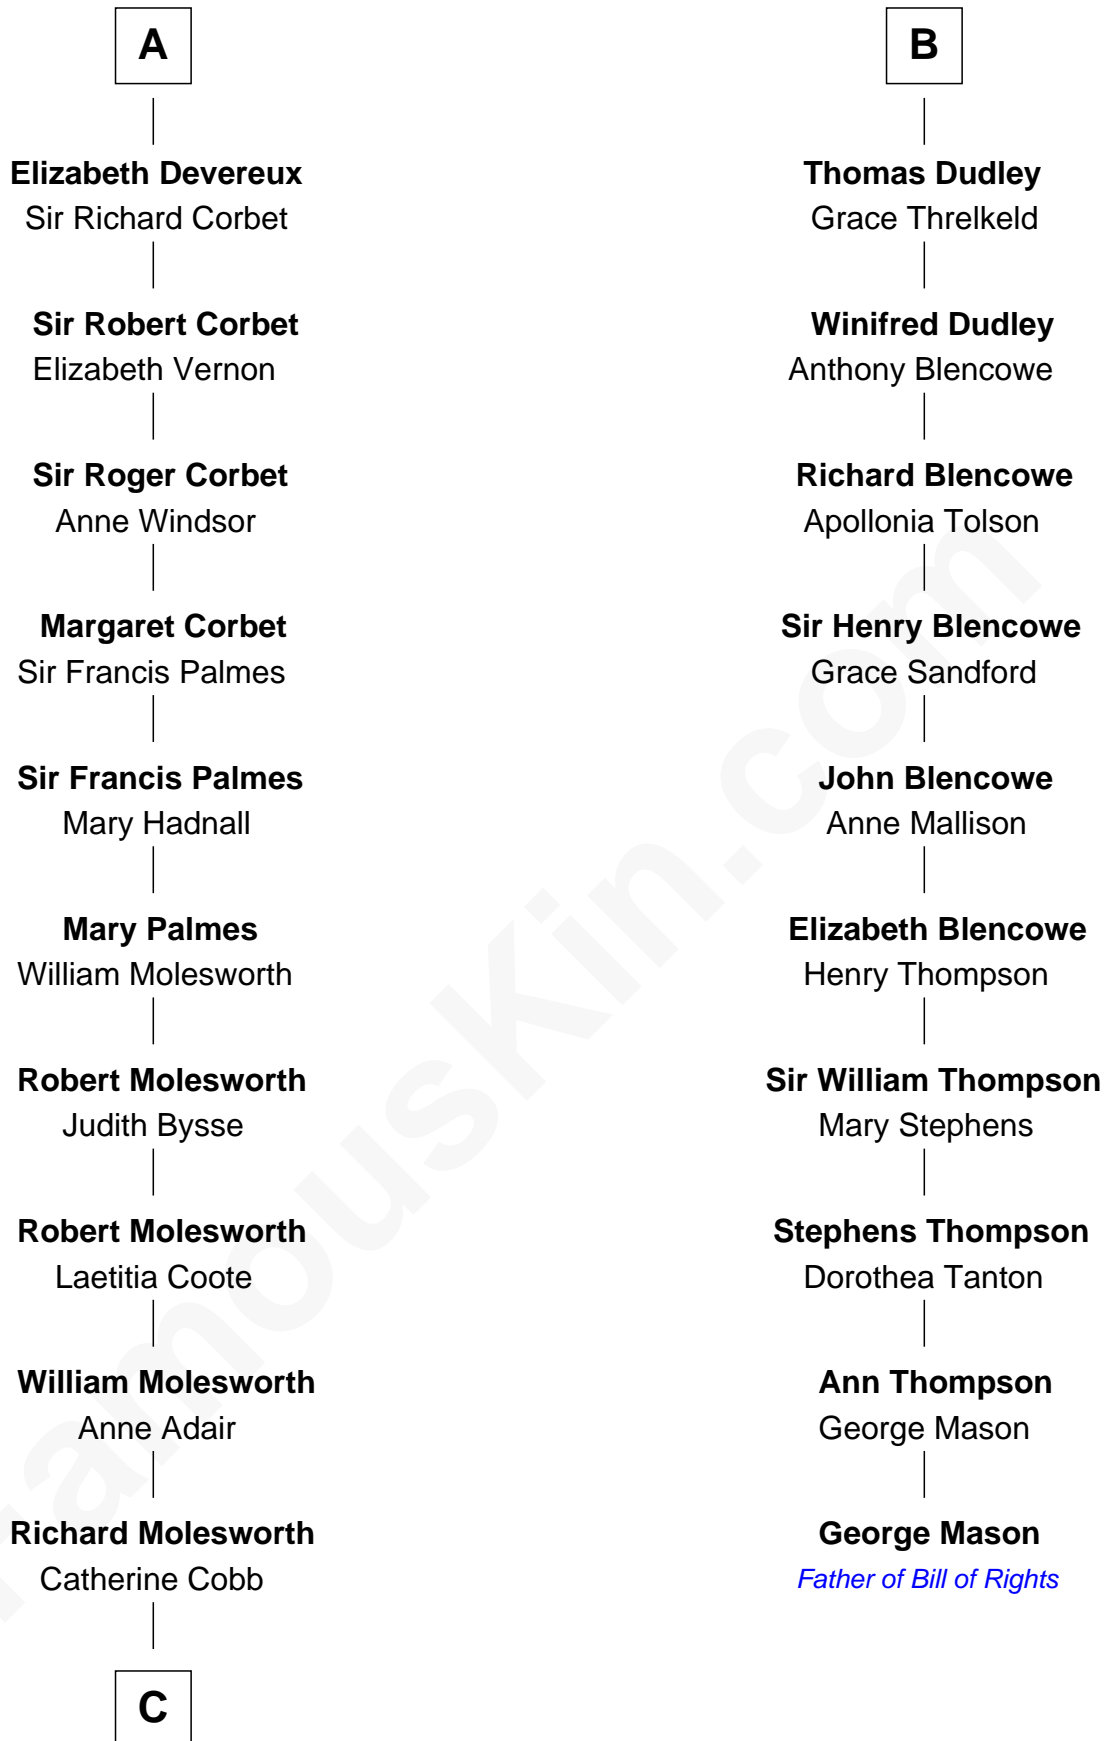 A
Elizabeth Devereux
Sir Richard Corbet
Sir Robert Corbet
Elizabeth Vernon
Sir Roger Corbet
Anne Windsor
Margaret Corbet
Sir Francis Palmes
Sir Francis Palmes
Mary Hadnall
Mary Palmes
William Molesworth
Robert Molesworth
Judith Bysse
Robert Molesworth
Laetitia Coote
William Molesworth
Anne Adair
Richard Molesworth
Catherine Cobb
C
B
Thomas Dudley
Grace Threlkeld
Winifred Dudley
Anthony Blencowe
Richard Blencowe
Apollonia Tolson
Sir Henry Blencowe
Grace Sandford
John Blencowe
Anne Mallison
Elizabeth Blencowe
Henry Thompson
Sir William Thompson
Mary Stephens
Stephens Thompson
Dorothea Tanton
Ann Thompson
George Mason
George Mason
Father of Bill of Rights
FamousKin.com